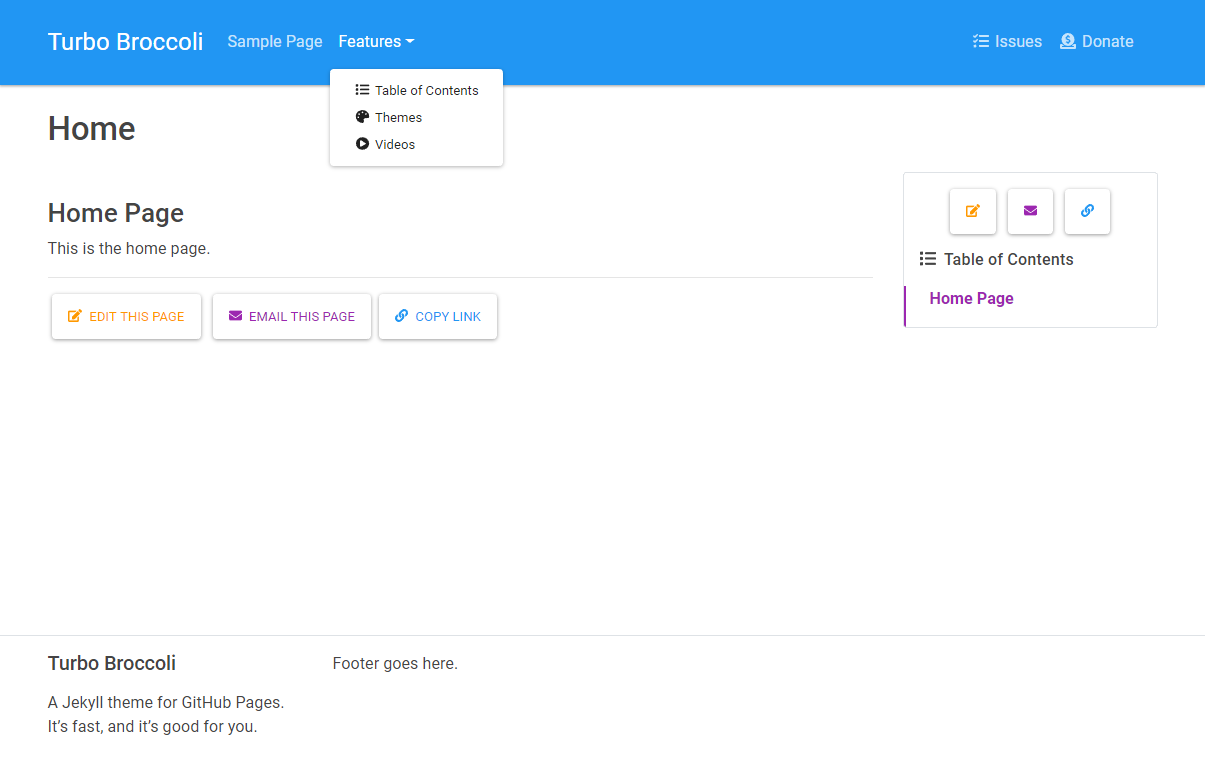 Turbo Broccoli Sample Page Features Issues Donate
Table of Contents
Themes
Videos
Home
Home Page
This is the home page.
EDIT THIS PAGE EMAIL THIS PAGE COPY LINK
Table of Contents
Home Page
Turbo Broccoli
A Jekyll theme for GitHub Pages.
It’s fast, and it’s good for you.
Footer goes here.